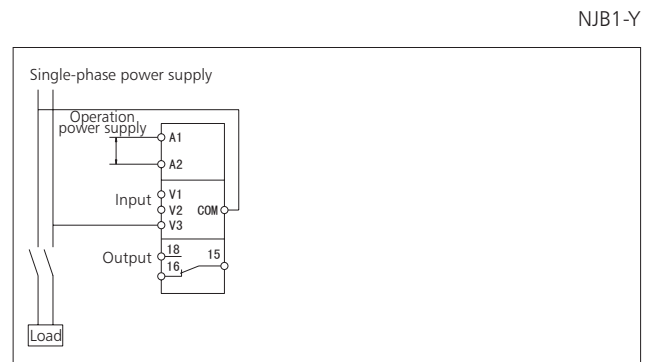 NJB1-Y
Single-phase power supply
Operation
power supply
A1
A2
Input
V1
V2
COM
V3
Output
18
15
16
Load